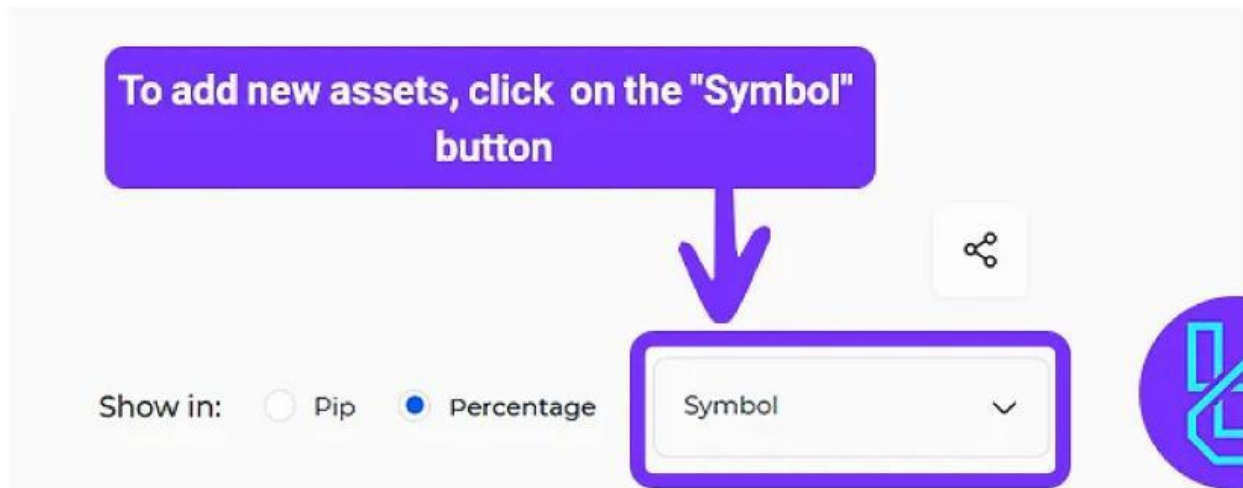 To add new assets, click on the "Symbol"
button
Show in: Pip Percentage Symbol